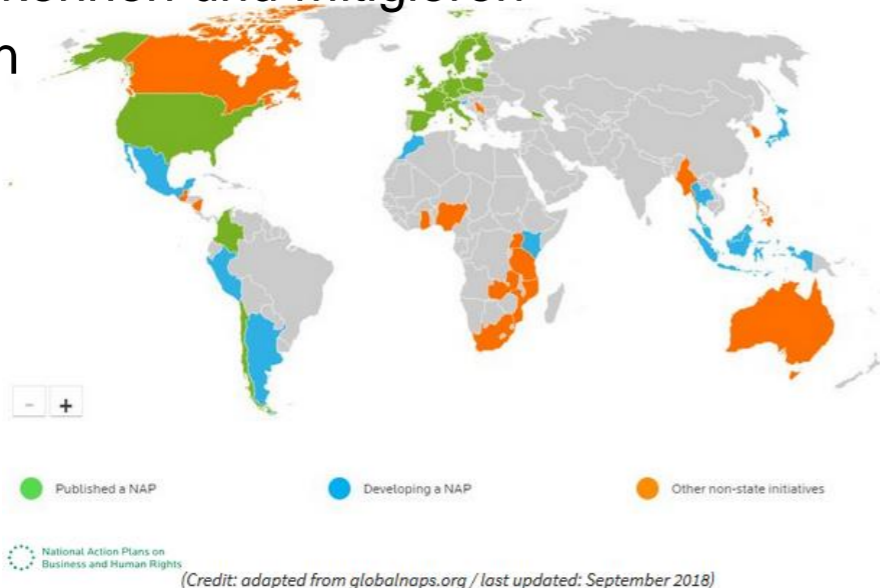 n
- +
Published a NAP
Developing a NAP
Other non-state initiatives
National Action Plans on
Business and Human Rights
(Credit: adapted from globalnaps.org / last updated: September 2018)